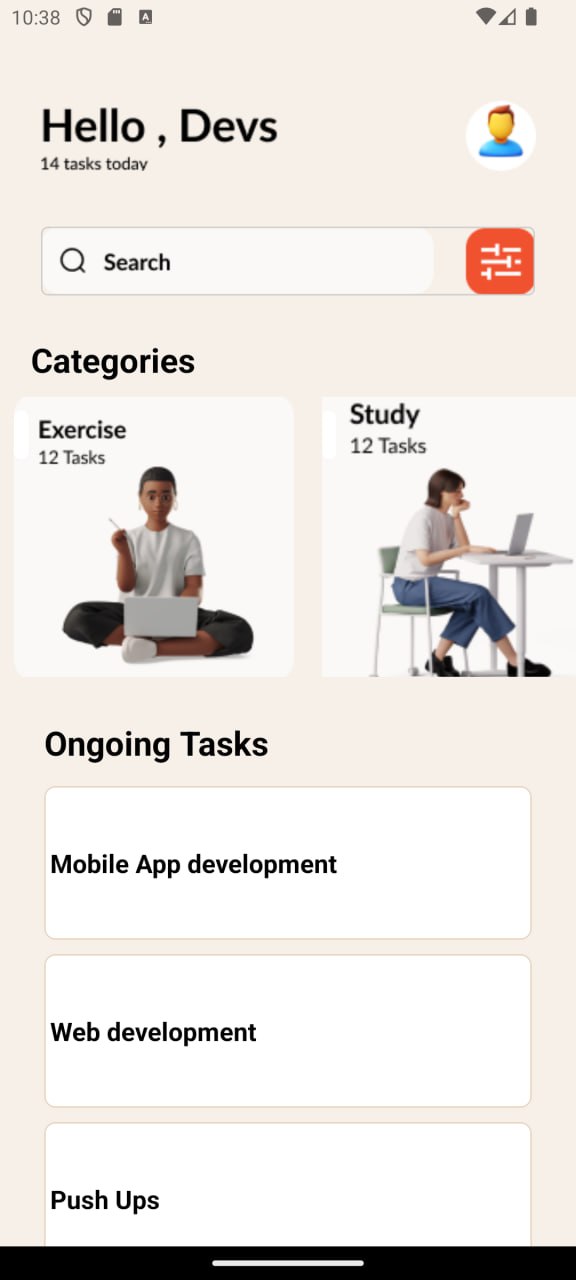 10:38
Hello , Devs
14 tasks today
Search
Categories
Exercise
12 Tasks
Study
12 Tasks
Ongoing Tasks
Mobile App development
Web development
Push Ups